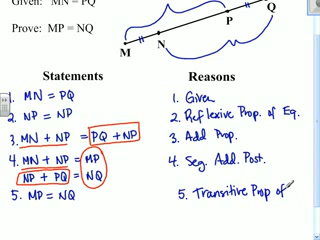 Given: MN = PQ
Prove: MP = NQ
M
N
P
Q
Statements
Reasons
1. MN = PQ
1. Given
2. NP = NP
2. Reflexive Prop. of Eq.
3. MN + NP = PQ + NP
3. Add Prop.
4. MN + NP = MP
4. Seg. Add. Post.
NP + PQ = NQ
5. MP = NQ
5. Transitive Prop of